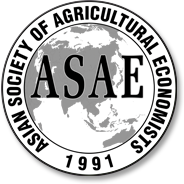 ASIAN SOCIETY OF AGRICULTURAL ECONOMISTS
ASAE
1991